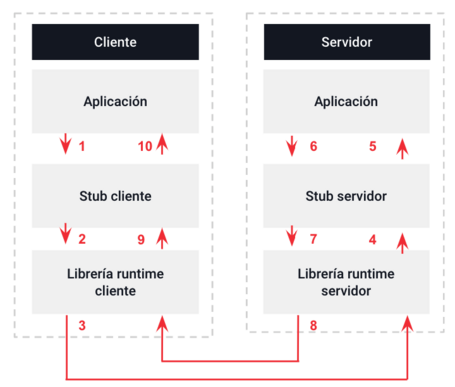 Cliente
Servidor
Aplicación
Aplicación
1
10
6
5
Stub cliente
Stub servidor
2
9
7
4
Librería runtime
cliente
Librería runtime
servidor
3
8